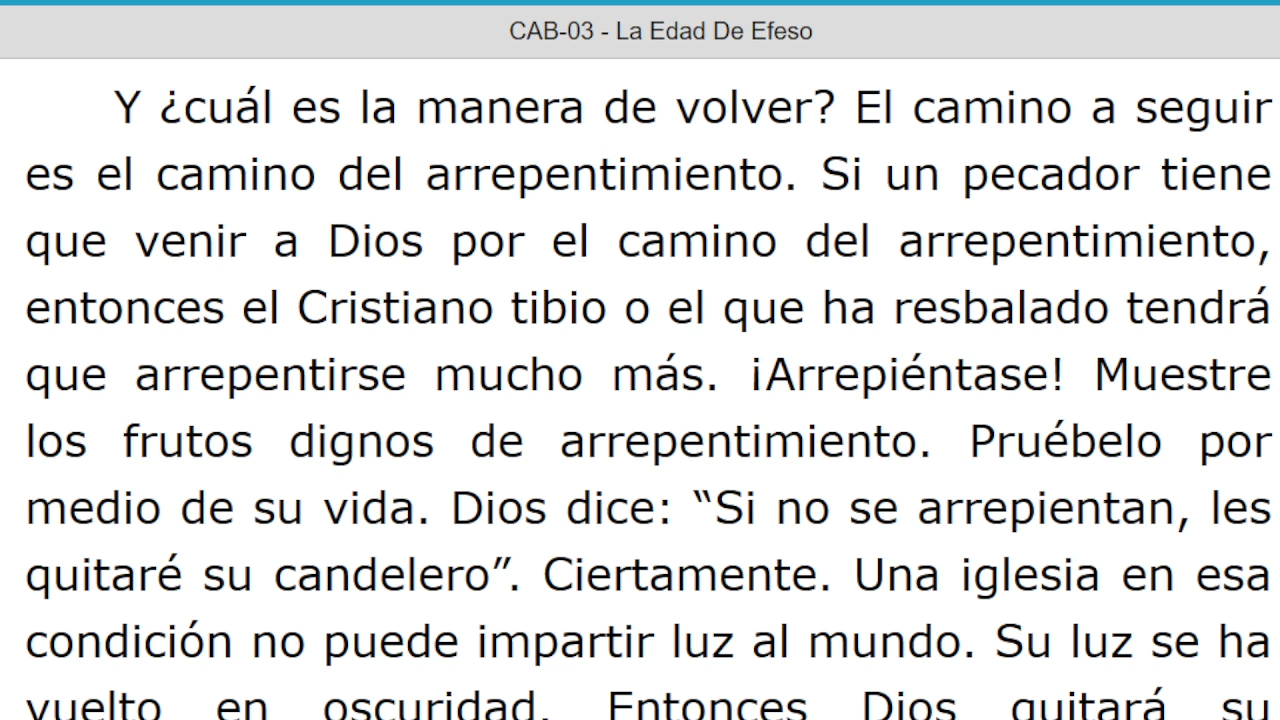 CAB-03 - La Edad De Efeso
Y ¿cuál es la manera de volver? El camino a seguir
es el camino del arrepentimiento. Si un pecador tiene
que venir a Dios por el camino del arrepentimiento,
entonces el Cristiano tibio o el que ha resbalado tendrá
que arrepentirse mucho más. ¡Arrepiéntase! Muestre
los frutos dignos de arrepentimiento. Pruébelo por
medio de su vida. Dios dice: “Si no se arrepientan, les
quitaré su candelero”. Ciertamente. Una iglesia en esa
condición no puede impartir luz al mundo. Su luz se ha
vuelto en oscuridad. Entonces Dios quitará su